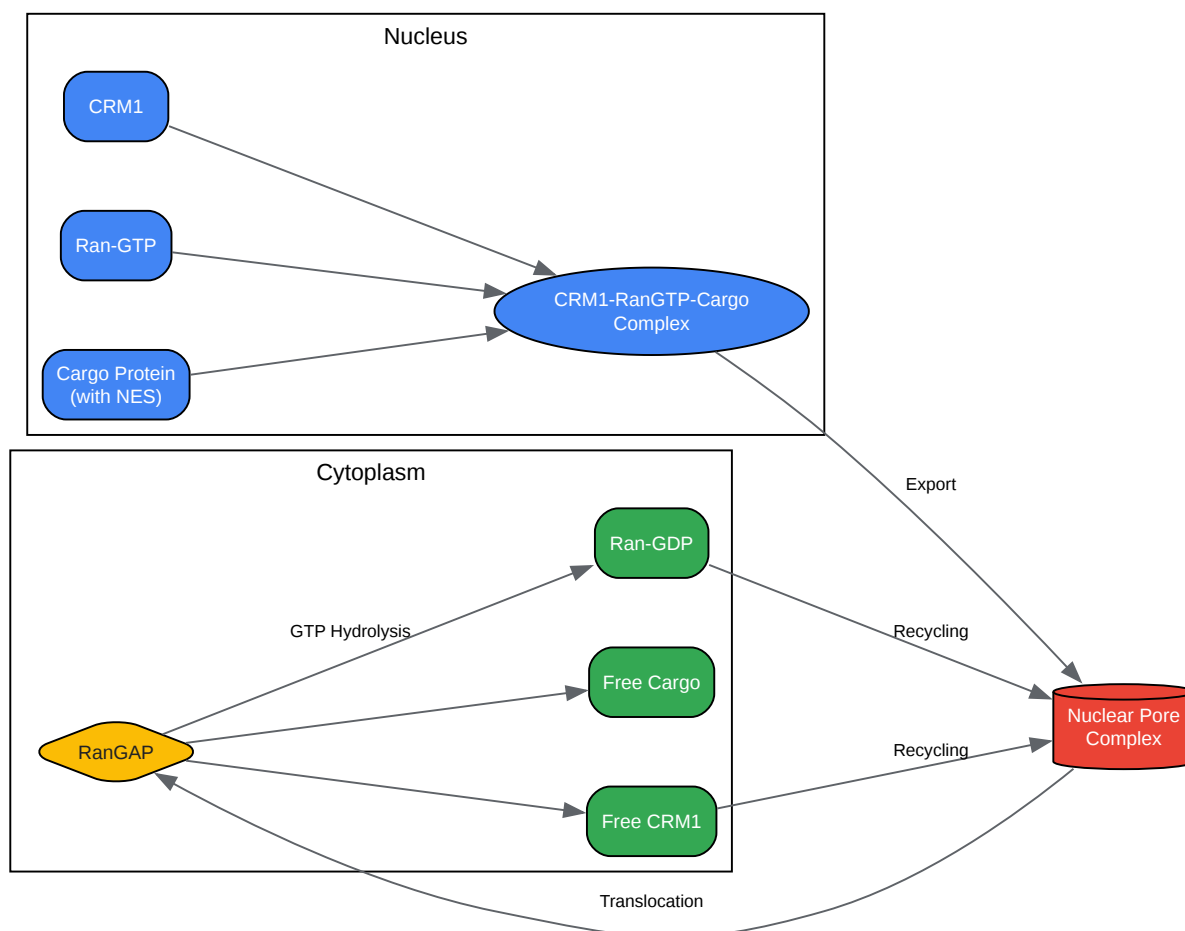 Nucleus
CRM1
Ran-GTP
CRM1-RanGTP-Cargo
Complex
Cargo Protein
(with NES)
Cytoplasm
Export
Ran-GDP
GTP Hydrolysis
Recycling
Free Cargo
Nuclear Pore
Complex
RanGAP
Recycling
Free CRM1
Translocation